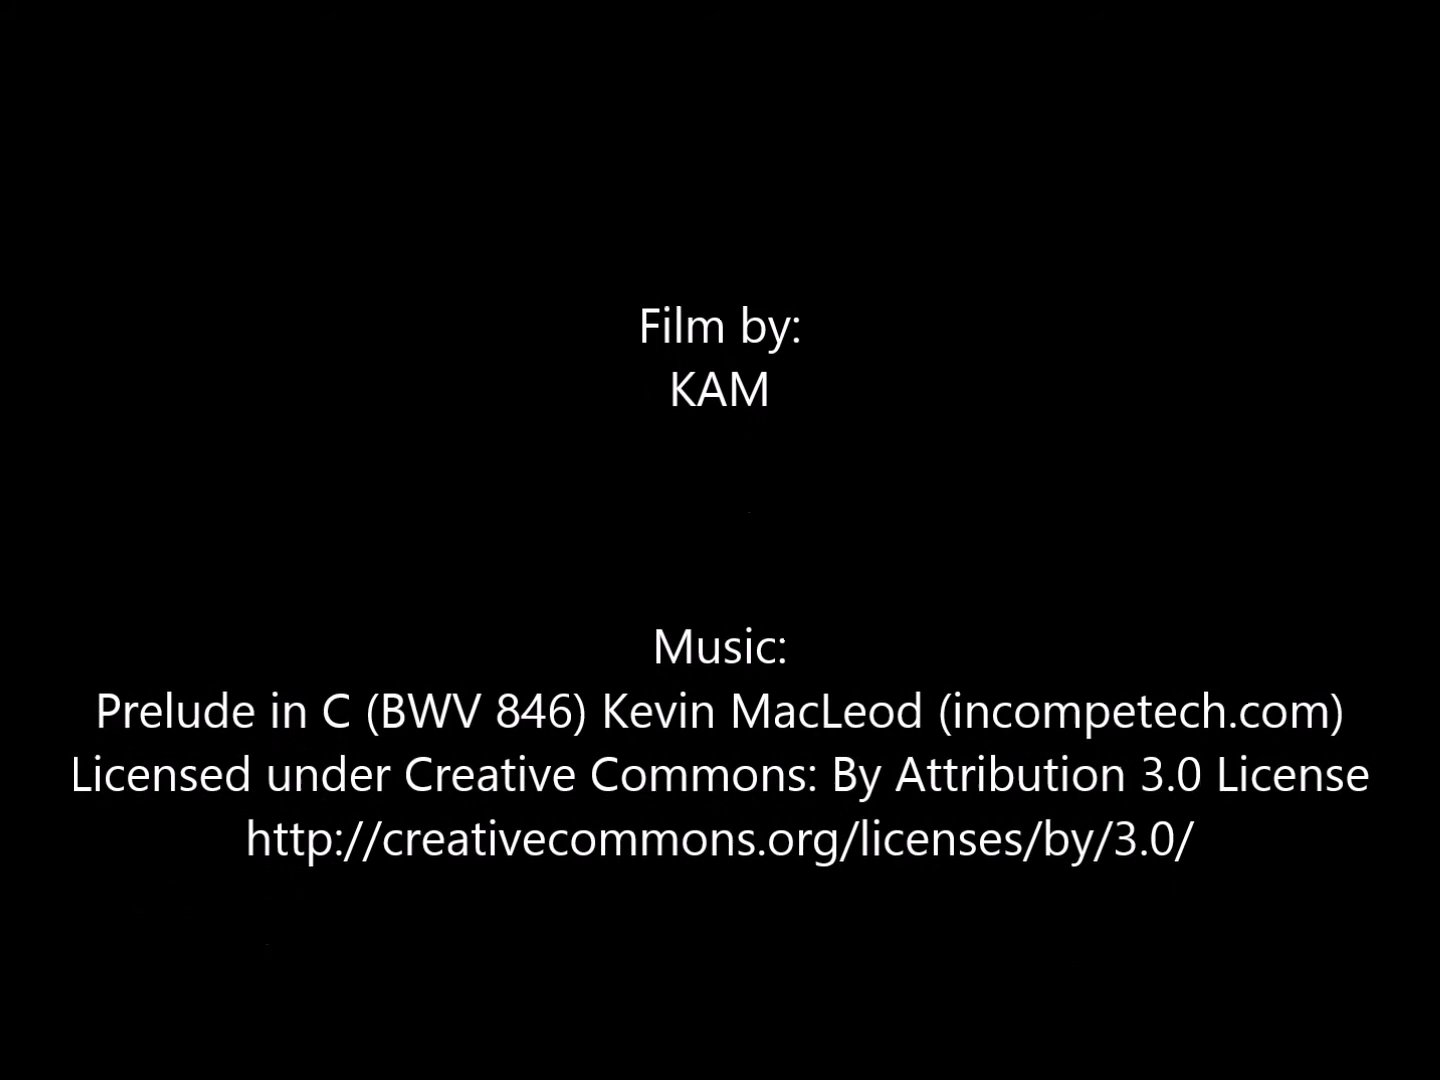 Film by:
KAM
Music:
Prelude in C (BWV 846) Kevin MacLeod (incompetech.com)
Licensed under Creative Commons: By Attribution 3.0 License
http://creativecommons.org/licenses/by/3.0/